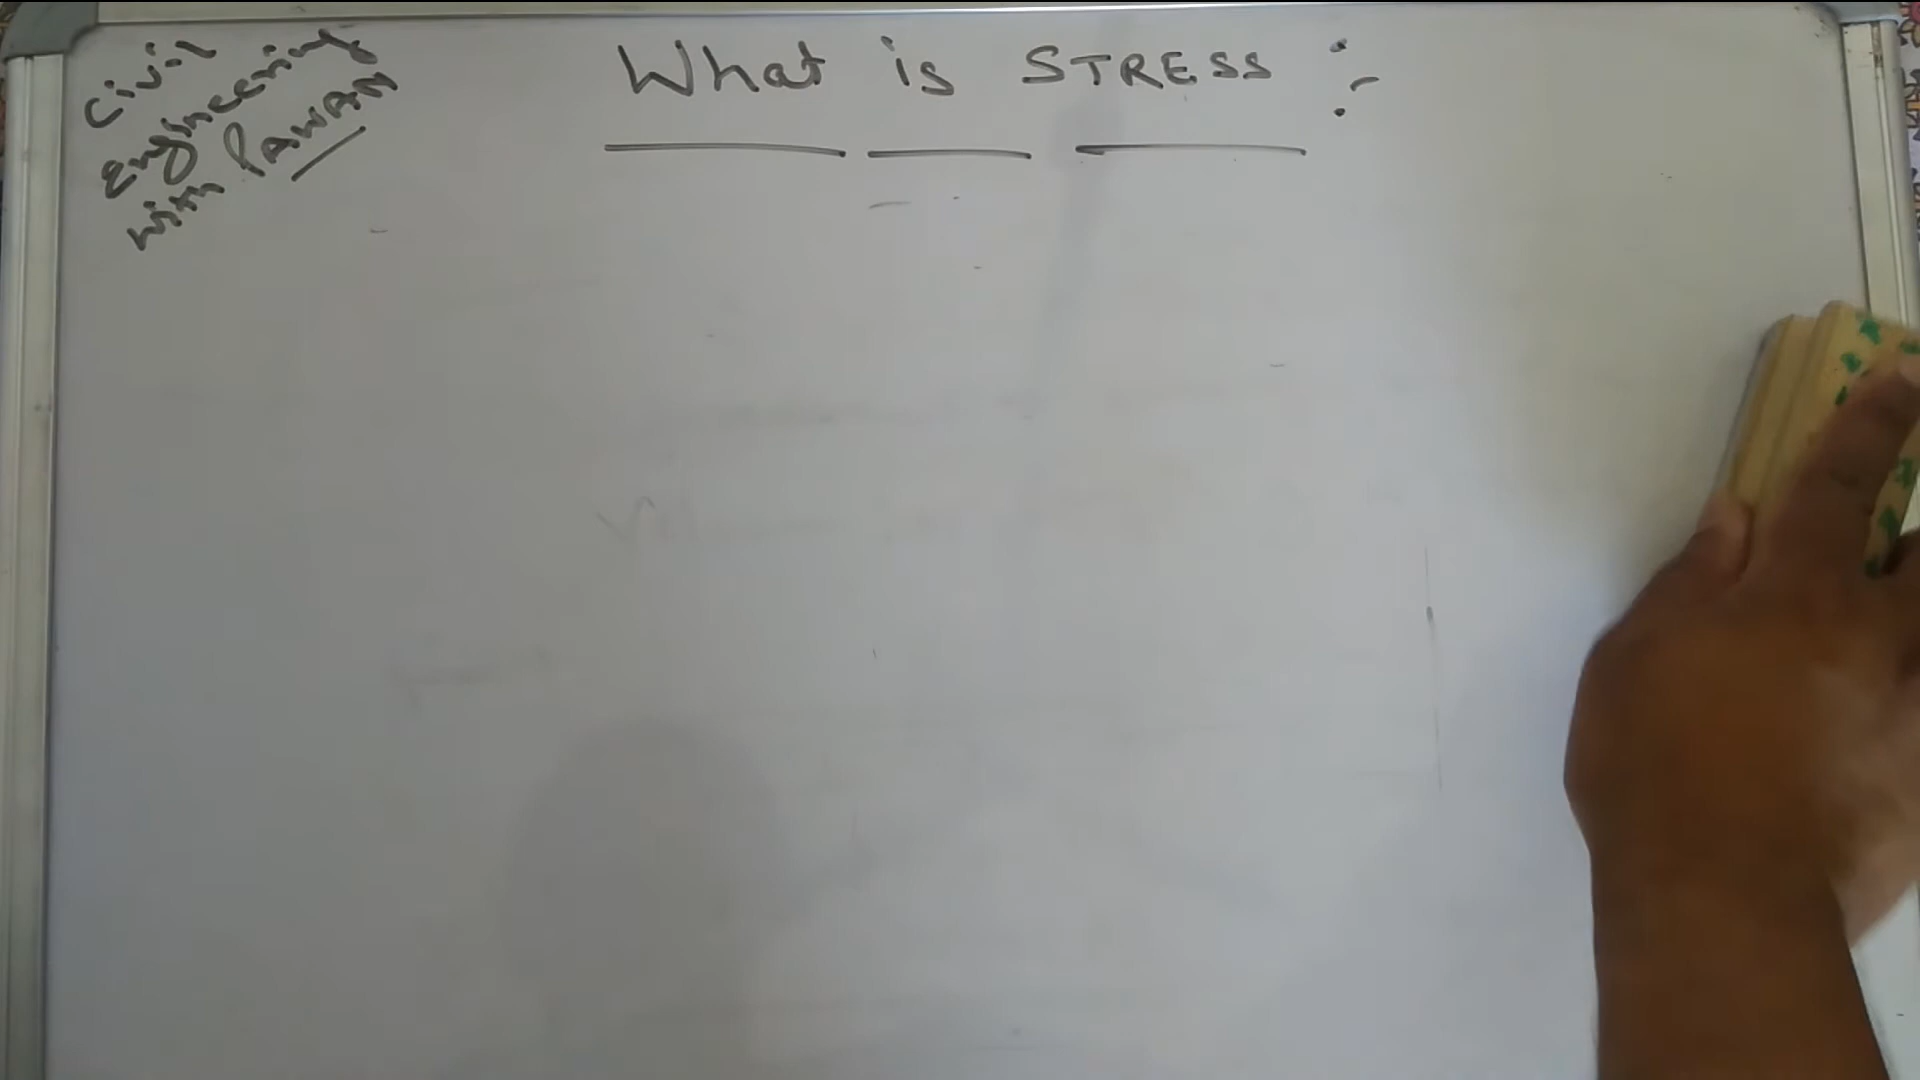 What is STRESS :-
Civil
Engineering
with PAWAN